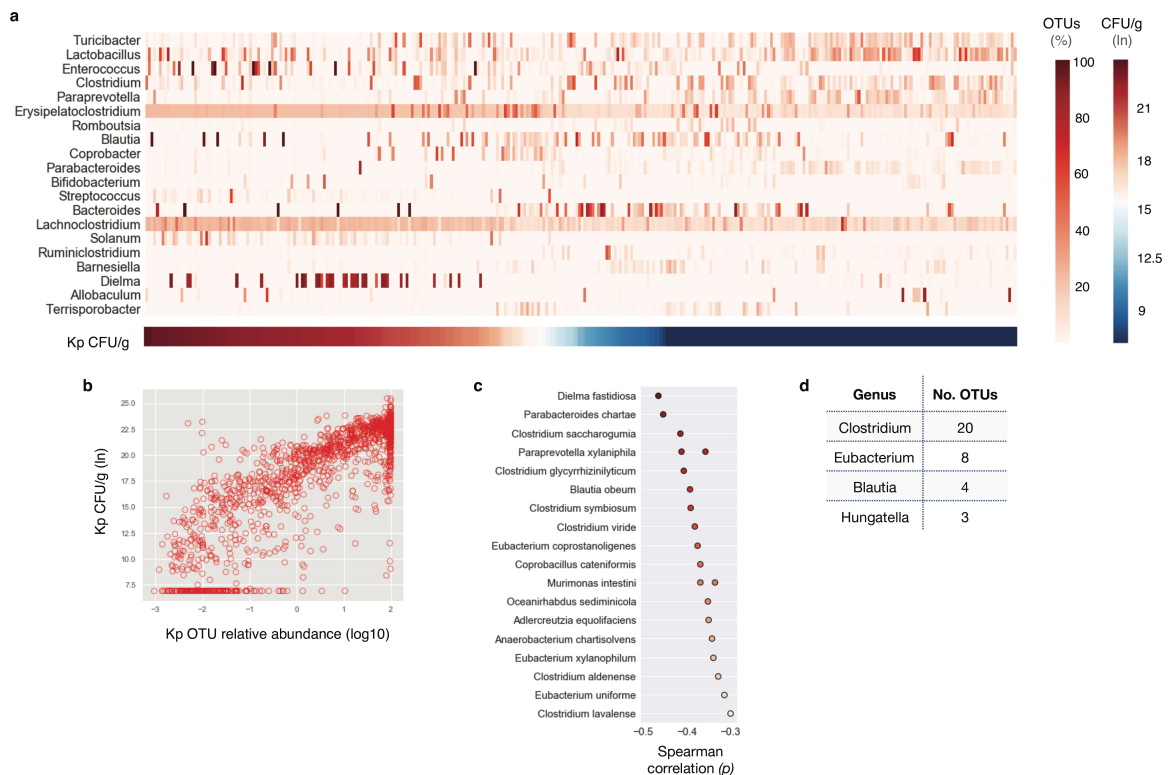 a
OTUs
(%)
CFU/g
(ln)
Turicibacter
Lactobacillus
Enterococcus
Clostridium
Paraprevotella
Erysipelatoclostridium
Romboutsia
Blautia
Coprobacter
Parabacteroides
Bifidobacterium
Streptococcus
Bacteroides
Lachnoclostridium
Solanum
Ruminiclostridium
Barnesiella
Dielma
Allobaculum
Terrisporobacter
100
80
60
40
20
21
18
15
12.5
9
Kp CFU/g
b
Kp CFU/g (ln)
25.0
22.5
20.0
17.5
15.0
12.5
10.0
7.5
−3
−2
−1
0
1
2
Kp OTU relative abundance (log10)
c
Dielma fastidiosa
Parabacteroides chartae
Clostridium saccharogumia
Paraprevotella xylaniphila
Clostridium glycyrrhizinilyticum
Blautia obeum
Clostridium symbiosum
Clostridium viride
Eubacterium coprostanoligenes
Coprobacillus cateniformis
Murimonas intestini
Oceanirhabdus sediminicola
Adlercreutzia equolifaciens
Anaerobacterium chartisolvens
Eubacterium xylanophilum
Clostridium aldenense
Eubacterium uniforme
Clostridium lavalense
−0.5
−0.4
−0.3
Spearman
correlation (p)
d
Genus No. OTUs
Clostridium 20
Eubacterium 8
Blautia 4
Hungatella 3